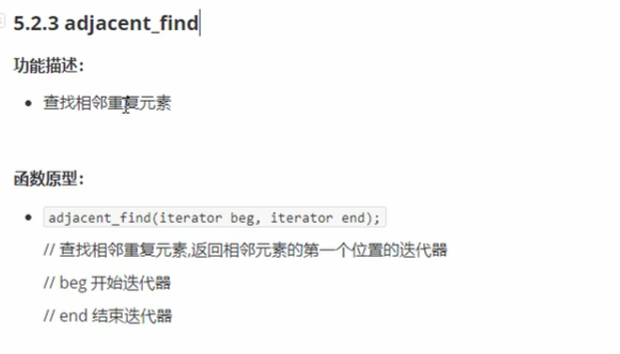 5.2.3 adjacent_find
功能描述：
查找相邻重复元素
函数原型：
adjacent_find(iterator beg, iterator end);
// 查找相邻重复元素,返回相邻元素的第一个位置的迭代器
// beg 开始迭代器
// end 结束迭代器